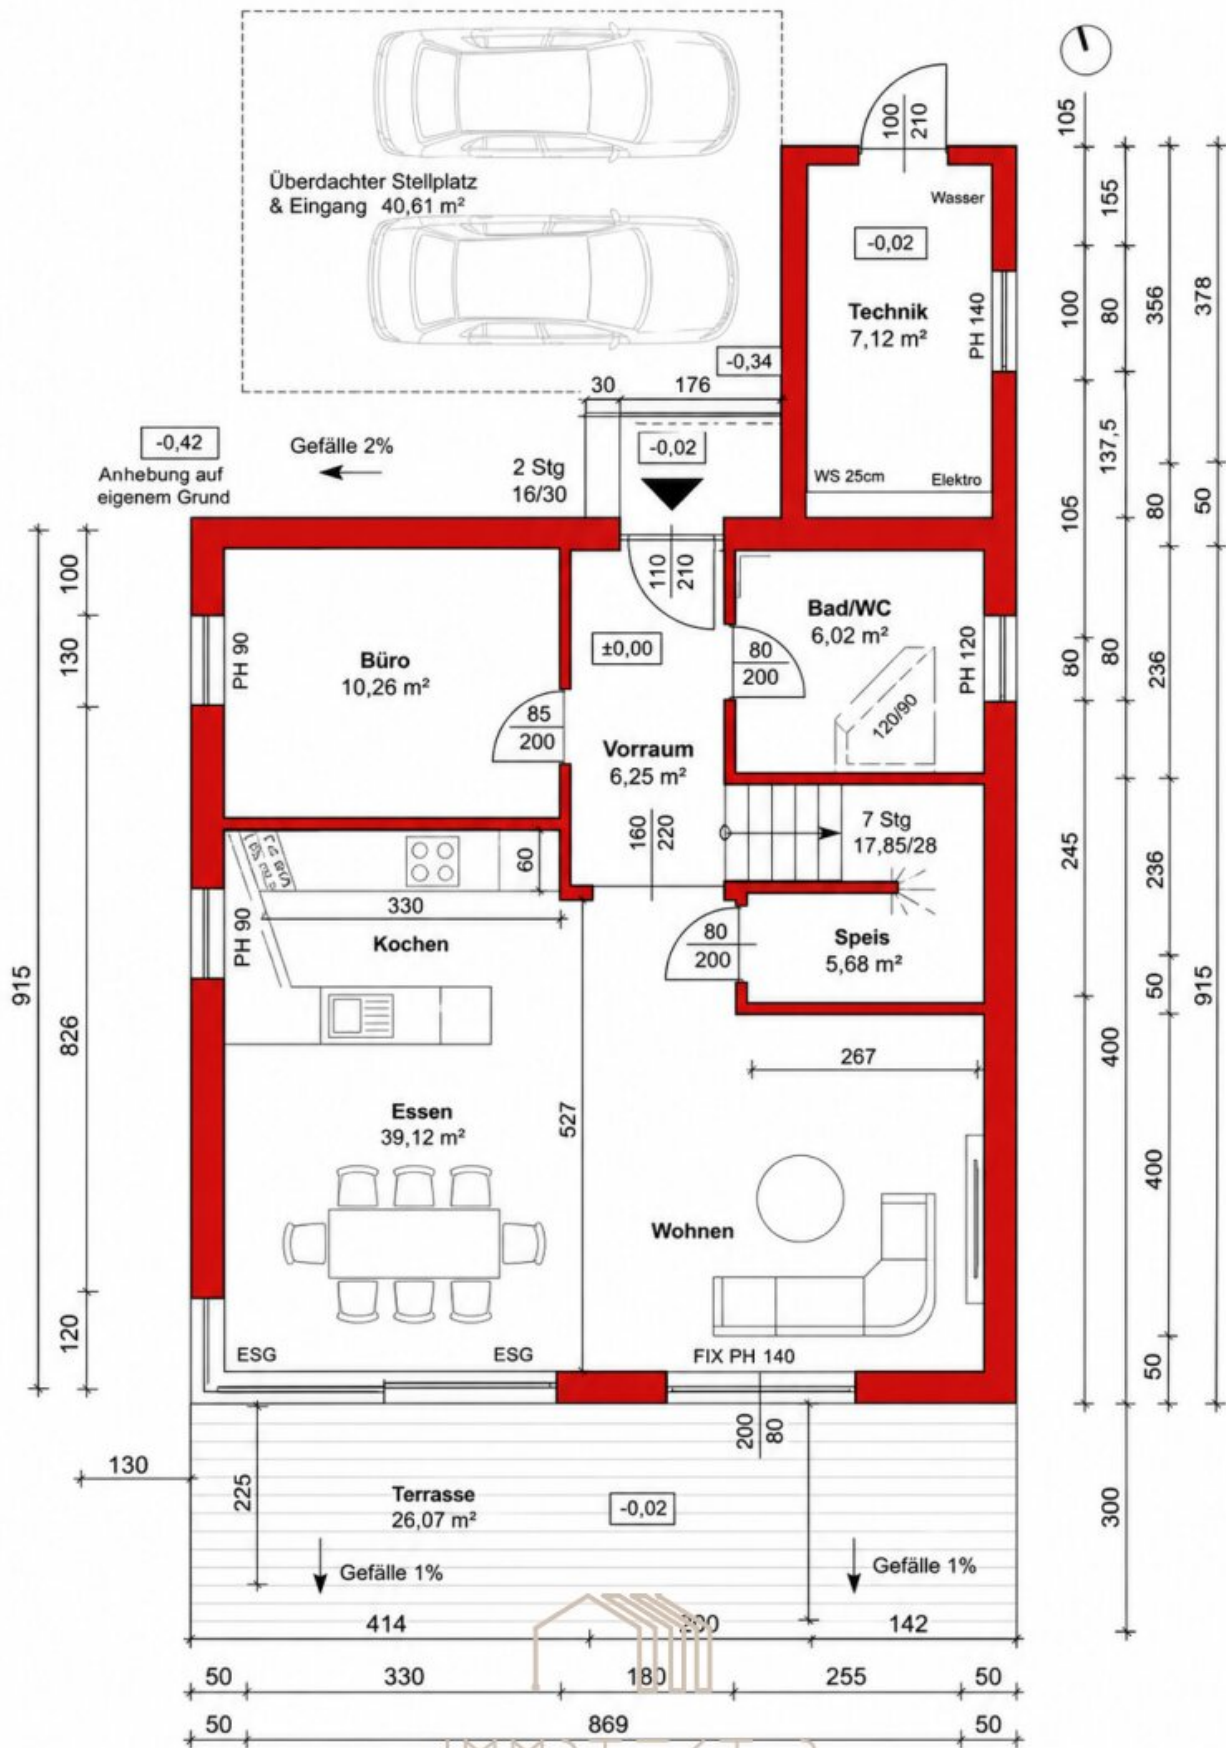 105
100
210
Wasser
Überdachter Stellplatz
& Eingang 40,61 m²
-0,02
155
Technik
7,12 m²
PH 140
100
80
356
378
-0,34
30
176
-0,42
Anhebung auf
eigenem Grund
Gefälle 2%
-0,02
2 Stg
16/30
WS 25cm
Elektro
137,5
105
80
50
100
110
210
Bad/WC
6,02 m²
130
PH 90
Büro
10,26 m²
±0,00
80
200
PH 120
80
80
236
120/90
85
200
Vorraum
6,25 m²
160
220
7 Stg
17,85/28
245
236
60
330
PH 90
Kochen
80
200
Speis
5,68 m²
915
826
50
915
400
267
Essen
39,12 m²
527
400
Wohnen
120
ESG
ESG
FIX PH 140
50
200
80
130
225
Terrasse
26,07 m²
-0,02
300
Gefälle 1%
Gefälle 1%
414
200
142
50
330
180
255
50
50
869
50